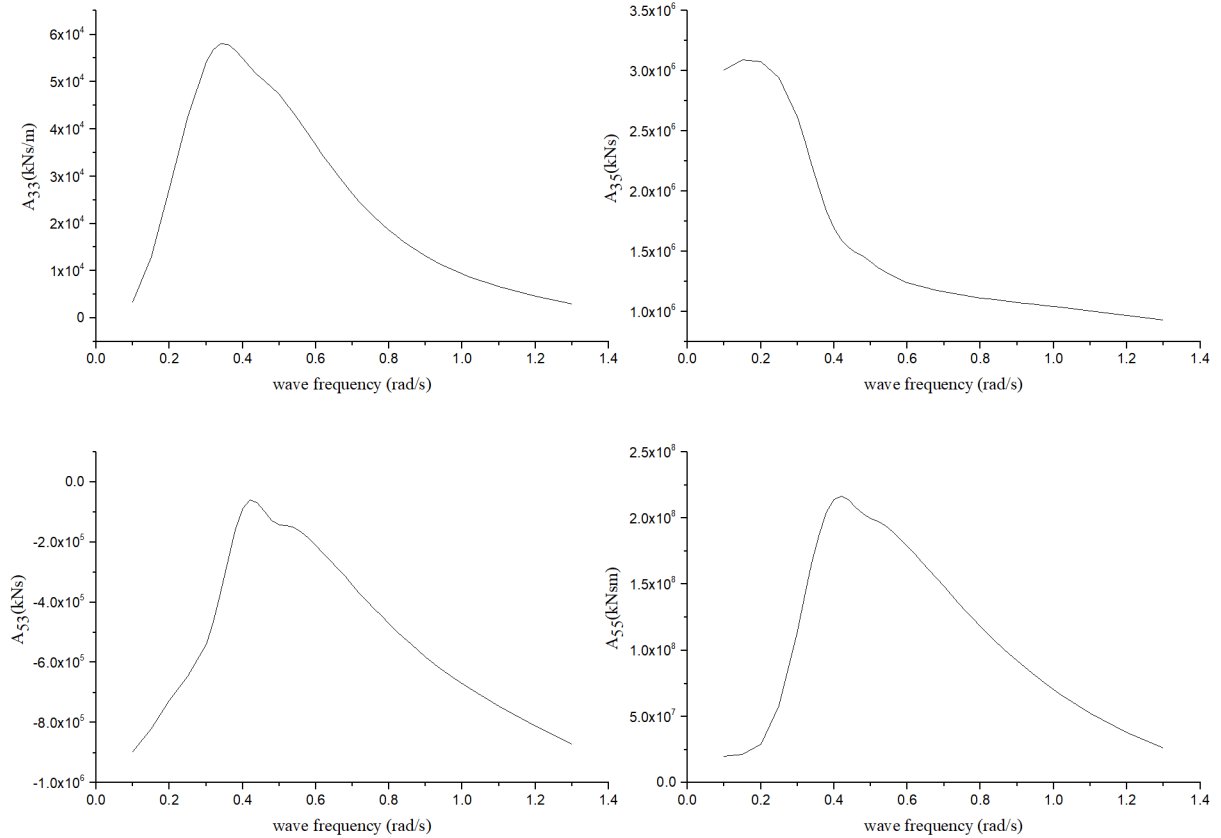 6x10⁴
5x10⁴
4x10⁴
3x10⁴
2x10⁴
1x10⁴
0
A₃₃(kNs/m)
0.0 0.2 0.4 0.6 0.8 1.0 1.2 1.4
wave frequency (rad/s)
3.5x10⁶
3.0x10⁶
2.5x10⁶
2.0x10⁶
1.5x10⁶
1.0x10⁶
A₃₅(kNs)
0.0 0.2 0.4 0.6 0.8 1.0 1.2 1.4
wave frequency (rad/s)
0.0
-2.0x10⁵
-4.0x10⁵
-6.0x10⁵
-8.0x10⁵
-1.0x10⁶
A₅₃(kNs)
0.0 0.2 0.4 0.6 0.8 1.0 1.2 1.4
wave frequency (rad/s)
2.5x10⁸
2.0x10⁸
1.5x10⁸
1.0x10⁸
5.0x10⁷
0.0
A₅₅(kNsm)
0.0 0.2 0.4 0.6 0.8 1.0 1.2 1.4
wave frequency (rad/s)